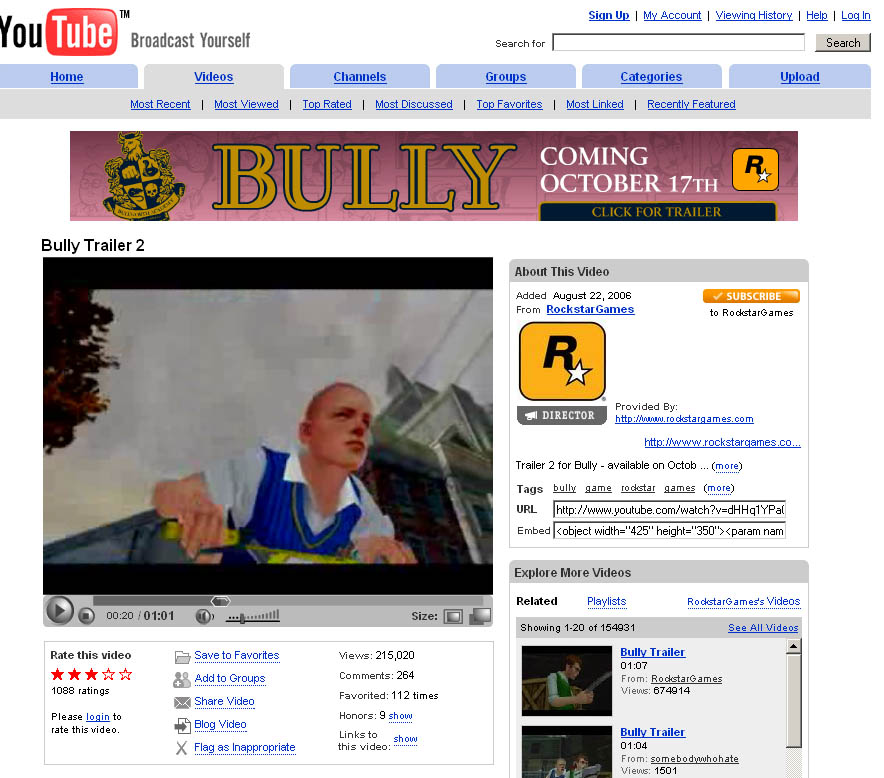 YouTube™ Broadcast Yourself
Sign Up | My Account | Viewing History | Help | Log In
Search for Search
Home Videos Channels Groups Categories Upload
Most Recent | Most Viewed | Top Rated | Most Discussed | Top Favorites | Most Linked | Recently Featured
BULLY
COMING
OCTOBER 17TH
CLICK FOR TRAILER
R
Bully Trailer 2
00:20 / 01:01
Size:
Rate this video
1088 ratings
Please login to
rate this video.
Save to Favorites
Add to Groups
Share Video
Blog Video
Flag as Inappropriate
Views: 215,020
Comments: 264
Favorited: 112 times
Honors: 9 show
Links to
this video: show
About This Video
Added August 22, 2006
From RockstarGames
SUBSCRIBE
to RockstarGames
R
DIRECTOR
Provided By:
http://www.rockstargames.com
http://www.rockstargames.co...
Trailer 2 for Bully - available on Octob ... (more)
Tags bully game rockstar games (more)
URL http://www.youtube.com/watch?v=dHHq1YPa
Embed <object width="425" height="350"><param nam
Explore More Videos
Related Playlists RockstarGames's Videos
Showing 1-20 of 154931 See All Videos
Bully Trailer
01:07
From: RockstarGames
Views: 674914
Bully Trailer
01:04
From: somebodywhohate
Views: 1501